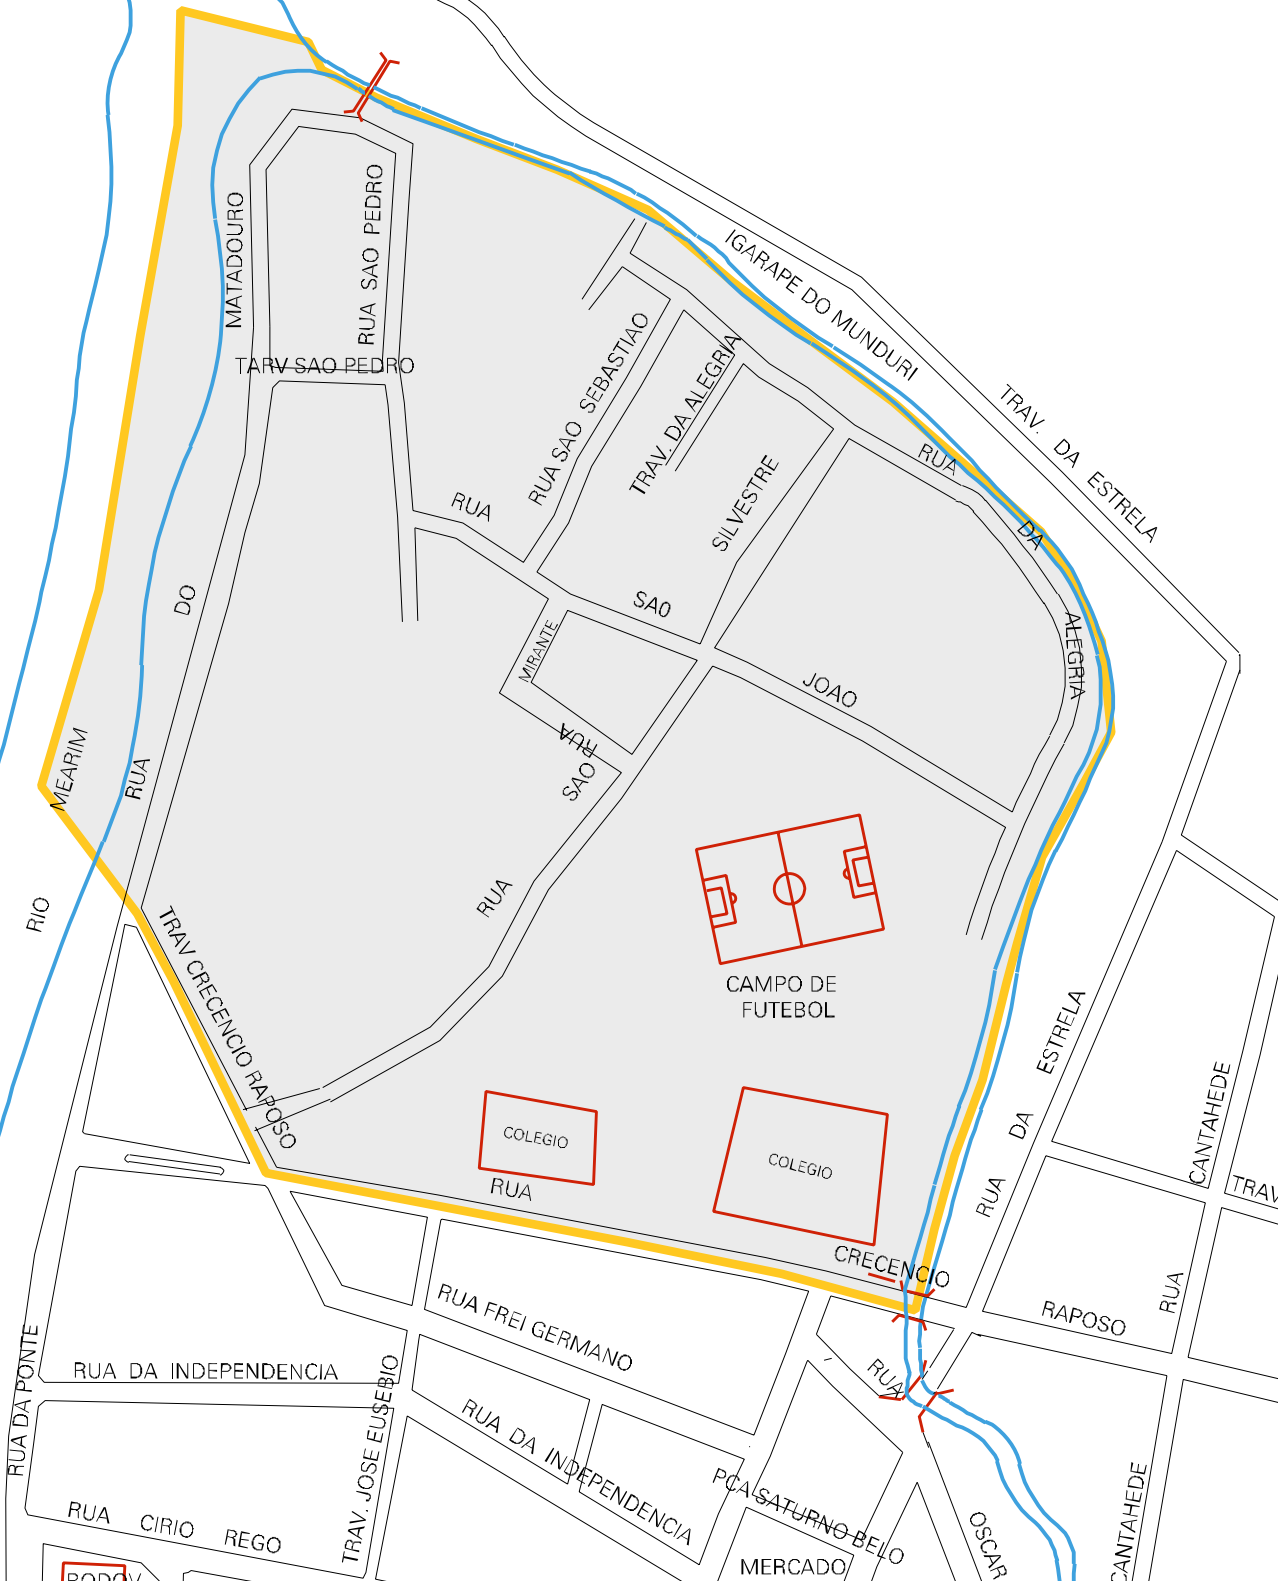 MATADOURO
RUA SAO PEDRO
TARV SAO PEDRO
IGARAPE DO MUNDURI
TRAV. DA ESTRELA
RUA SAO SEBASTIAO
TRAV. DA ALEGRIA
SILVESTRE
RUA
DA
ALEGRIA
RUA
SAO
JOAO
DO
MIRANTE
RUA
SAO
RUA
MEARIM
RUA
RIO
CAMPO DE
FUTEBOL
TRAV CRECENCIO RAPOSO
COLEGIO
COLEGIO
RUA
CRECENCIO
RAPOSO
ESTRELA
DA
RUA
CANTAHEDE
TRAV
RUA
RUA FREI GERMANO
RUA DA INDEPENDENCIA
RUA DA PONTE
TRAV. JOSE EUSEBIO
RUA DA INDEPENDENCIA
RUA
PCA SATURNO BELO
MERCADO
OSCAR
CANTAHEDE
RUA CIRIO REGO
RODOV